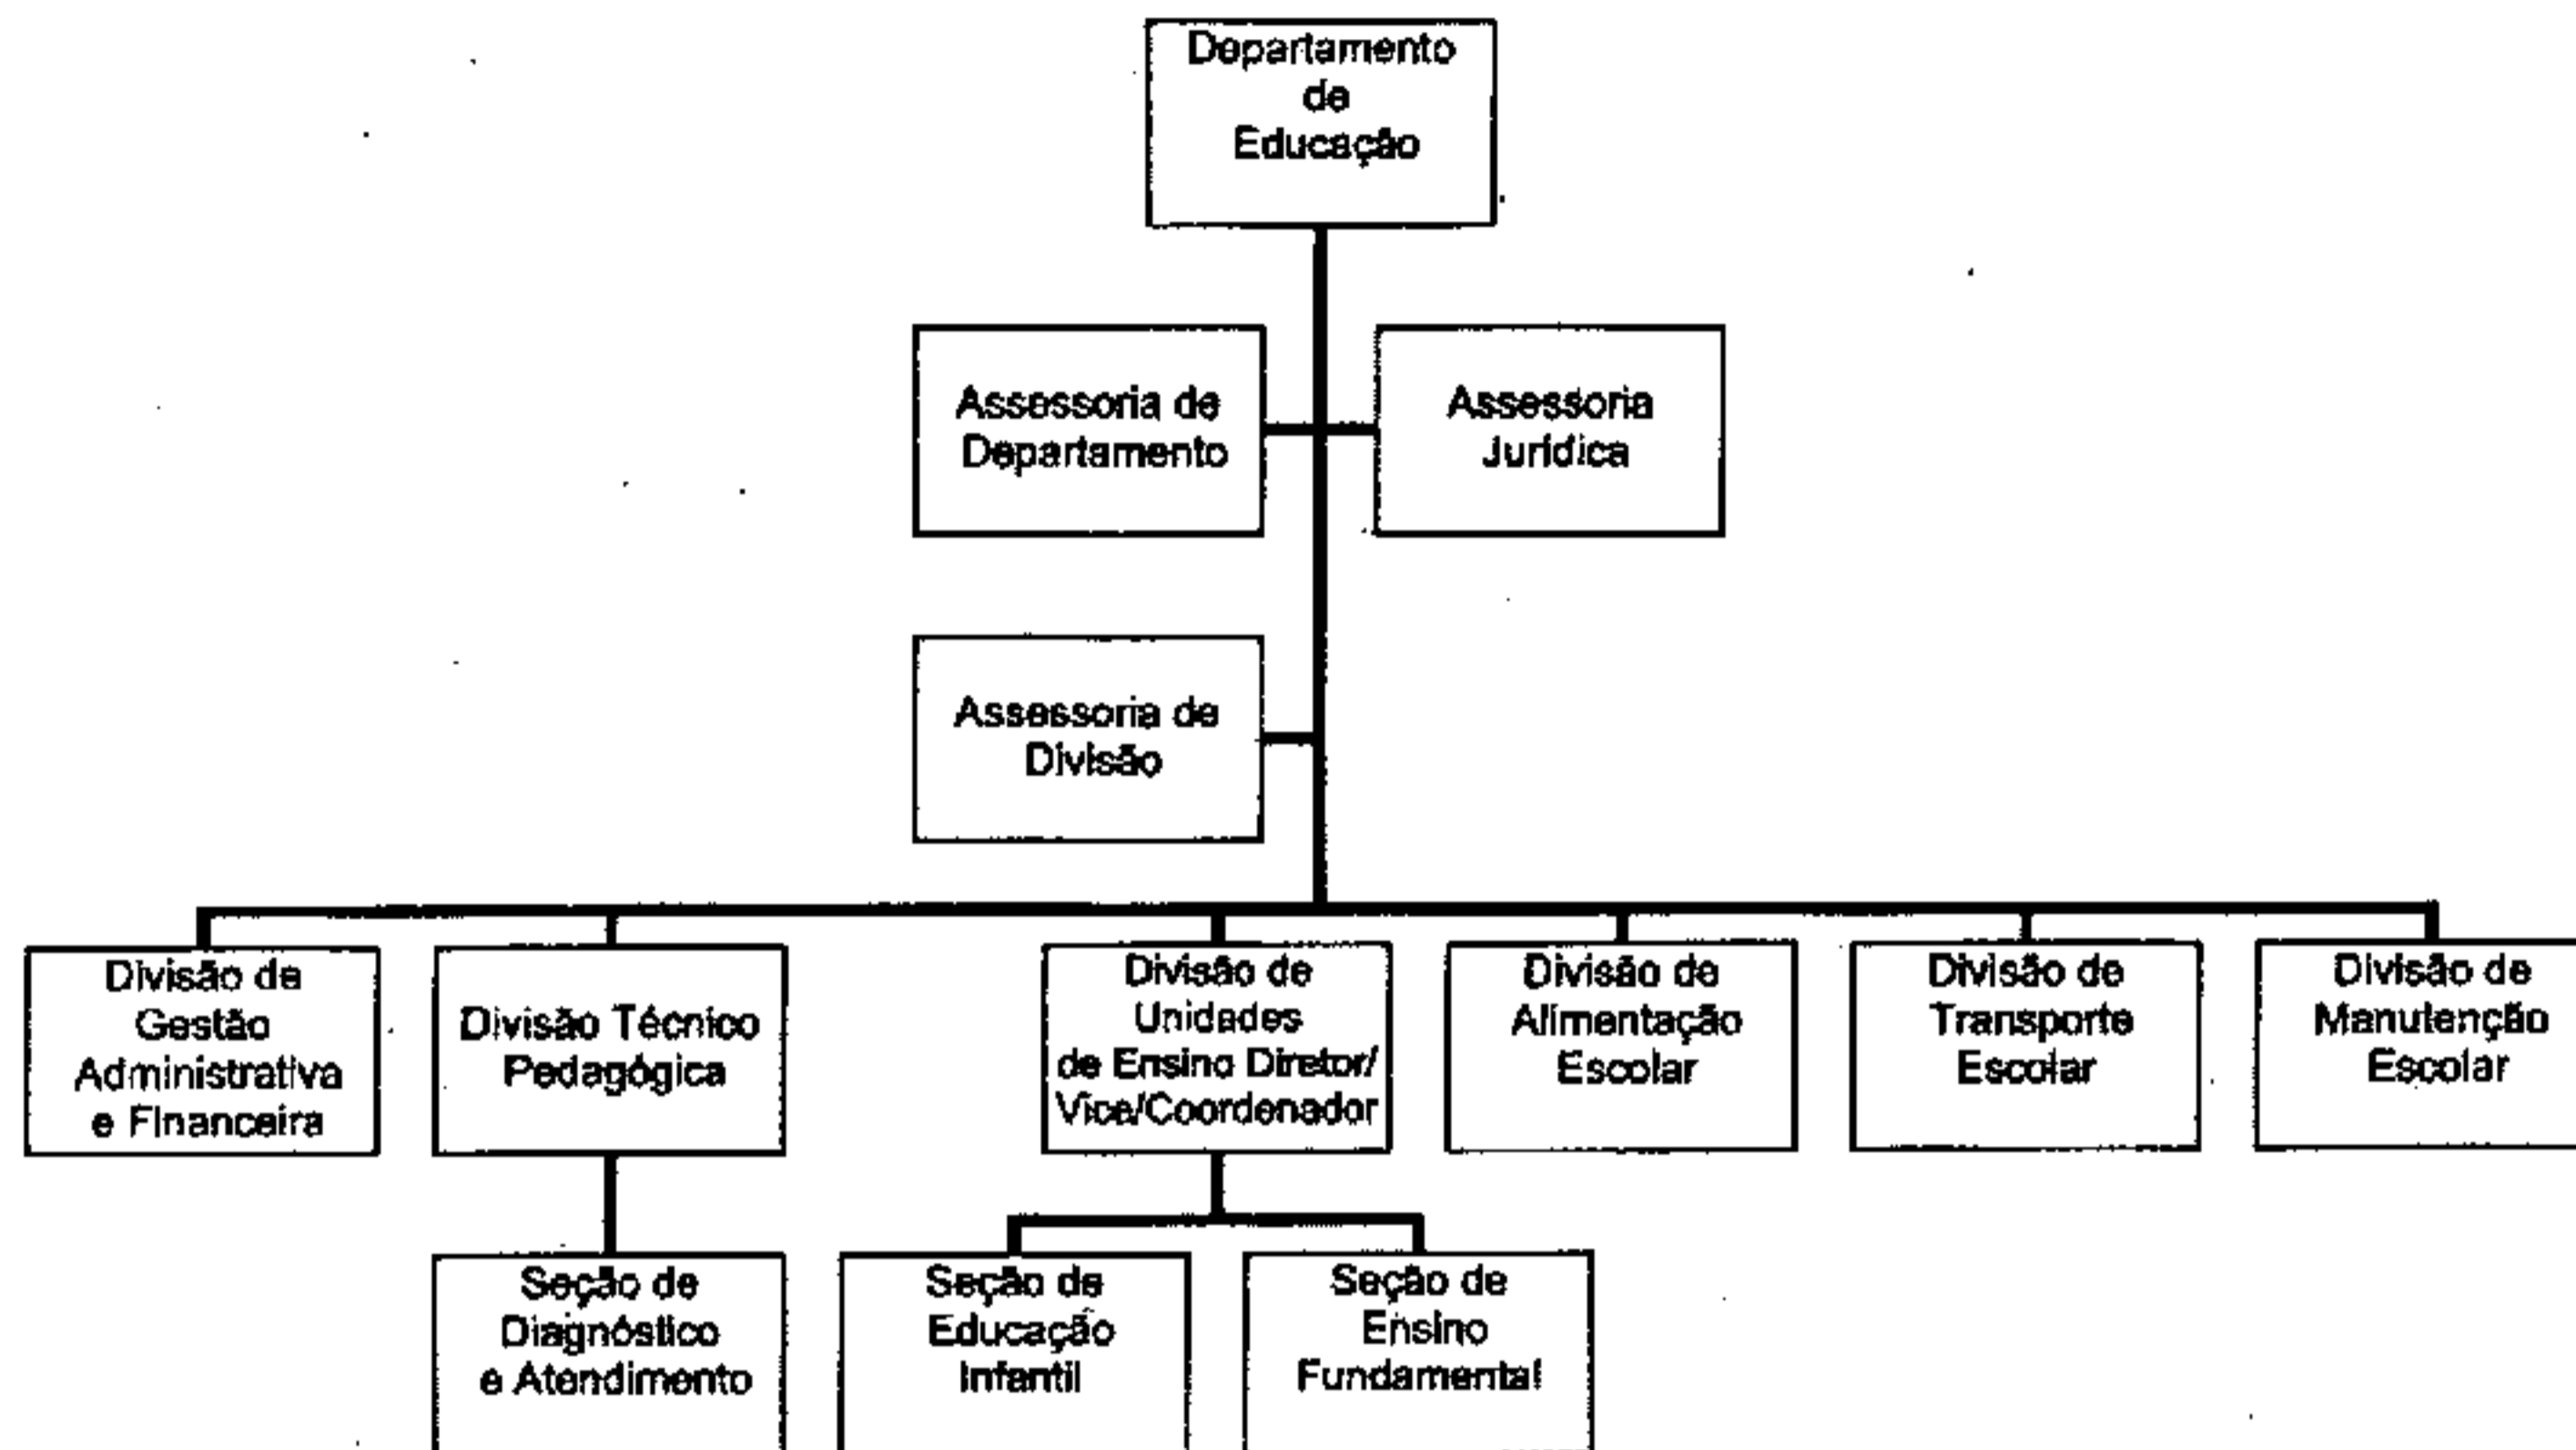 Departamento
de
Educação
Assessoria de
Departamento
Assessoria
Jurídica
Assessoria de
Divisão
Divisão de
Gestão
Administrativa
e Financeira
Divisão Técnico
Pedagógica
Divisão de
Unidades
de Ensino Diretor/
Vice/Coordenador
Divisão de
Alimentação
Escolar
Divisão de
Transporte
Escolar
Divisão de
Manutenção
Escolar
Seção de
Diagnóstico
e Atendimento
Seção de
Educação
Infantil
Seção de
Ensino
Fundamental